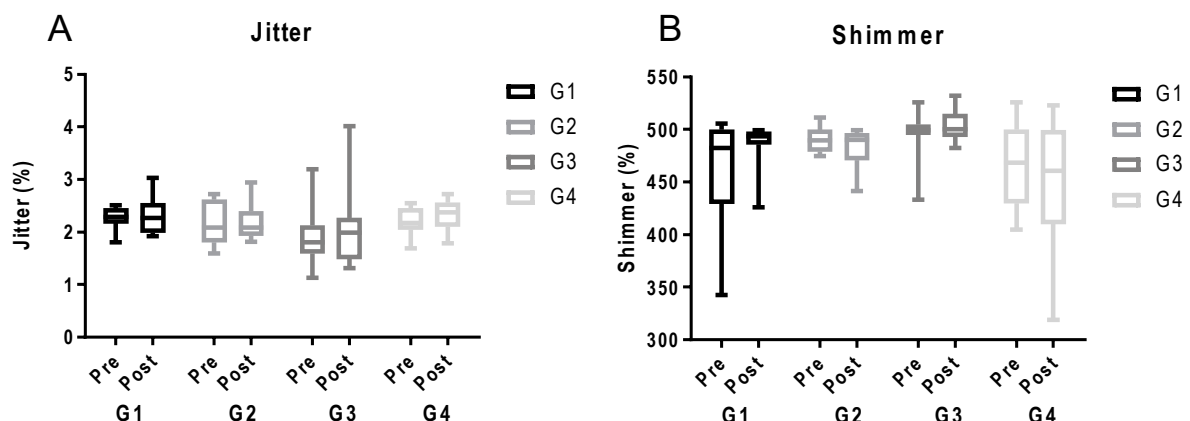 A
Jitter
Jitter (%)
5
4
3
2
1
0
Pre Post Pre Post Pre Post Pre Post
G1 G2 G3 G4
G1
G2
G3
G4
B
Shimmer
Shimmer (%)
550
500
450
400
350
300
Pre Post Pre Post Pre Post Pre Post
G1 G2 G3 G4
G1
G2
G3
G4